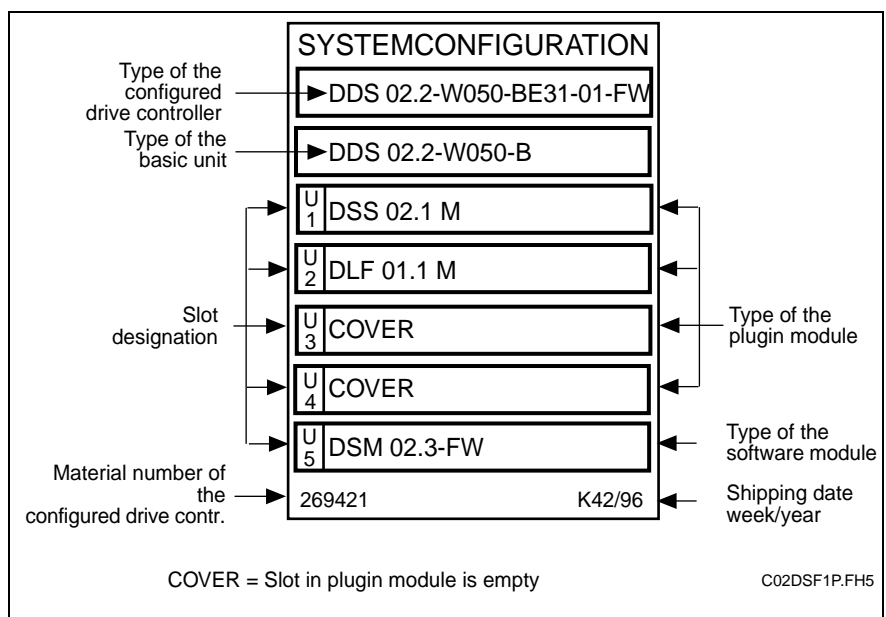 SYSTEMCONFIGURATION
Type of the
configured
drive controller
DDS 02.2-W050-BE31-01-FW
Type of the
basic unit
DDS 02.2-W050-B
U
1
DSS 02.1 M
U
2
DLF 01.1 M
Slot
designation
U
3
COVER
Type of the
plugin module
U
4
COVER
U
5
DSM 02.3-FW
Type of the
software module
Material number of
the
configured drive contr.
269421
K42/96
Shipping date
week/year
COVER = Slot in plugin module is empty
C02DSF1P.FH5